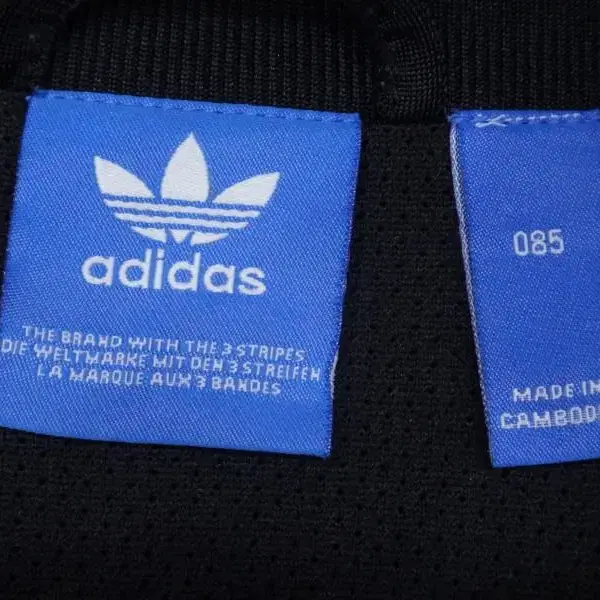 adidas
THE BRAND WITH THE 3 STRIPES
DIE WELTMARKE MIT DEN 3 STREIFEN
LA MARQUE AUX 3 BANDES
085
MADE IN
CAMBOD